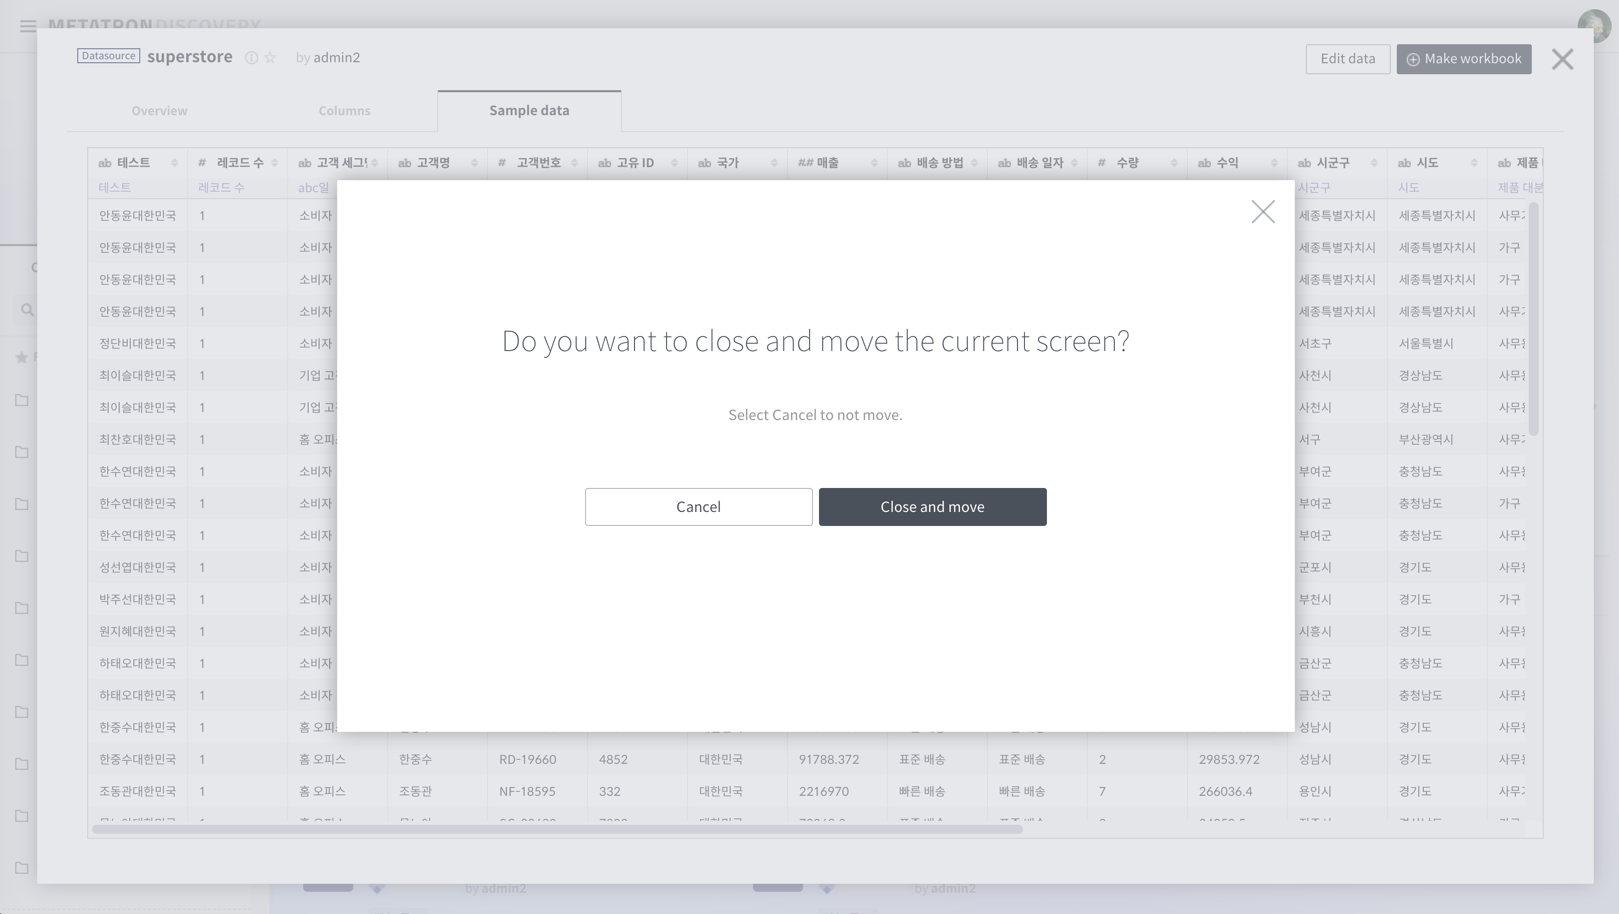 METATRON DISCOVERY
Datasource superstore by admin2
Edit data Make workbook
Overview Columns Sample data
ab 테스트 # 레코드 수 ab 고객 세그 ab 고객명 # 고객번호 ab 고유 ID ab 국가 ## 매출 ab 배송 방법 ab 배송 일자 # 수량 ab 수익 ab 시군구 ab 시도 ab 제품
테스트 레코드 수 abc일 시군구 시도 제품 대분
안동윤대한민국 1 소비자 세종특별자치시 세종특별자치시 사무
안동윤대한민국 1 소비자 세종특별자치시 세종특별자치시 가구
안동윤대한민국 1 소비자 세종특별자치시 세종특별자치시 가구
안동윤대한민국 1 소비자 세종특별자치시 세종특별자치시 사무
Do you want to close and move the current screen?
정단비대한민국 1 소비자 서초구 서울특별시 사무
최이슬대한민국 1 기업 고 사천시 경상남도 사무
최이슬대한민국 1 기업 고 사천시 경상남도 사무
Select Cancel to not move.
최찬호대한민국 1 홈 오피 서구 부산광역시 사무
한수연대한민국 1 소비자 부여군 충청남도 사무
한수연대한민국 1 소비자 부여군 충청남도 가구
Cancel Close and move
한수연대한민국 1 소비자 부여군 충청남도 사무
성선엽대한민국 1 소비자 군포시 경기도 사무
박주선대한민국 1 소비자 부천시 경기도 가구
원지혜대한민국 1 소비자 시흥시 경기도 사무
하태오대한민국 1 소비자 금산군 충청남도 사무
하태오대한민국 1 소비자 금산군 충청남도 사무
한중수대한민국 1 홈 오피 성남시 경기도 사무
한중수대한민국 1 홈 오피스 한중수 RD-19660 4852 대한민국 91788.372 표준 배송 표준 배송 2 29853.972 성남시 경기도 사무
조동관대한민국 1 홈 오피스 조동관 NF-18595 332 대한민국 2216970 빠른 배송 빠른 배송 7 266036.4 용인시 경기도 사무
by admin2 by admin2